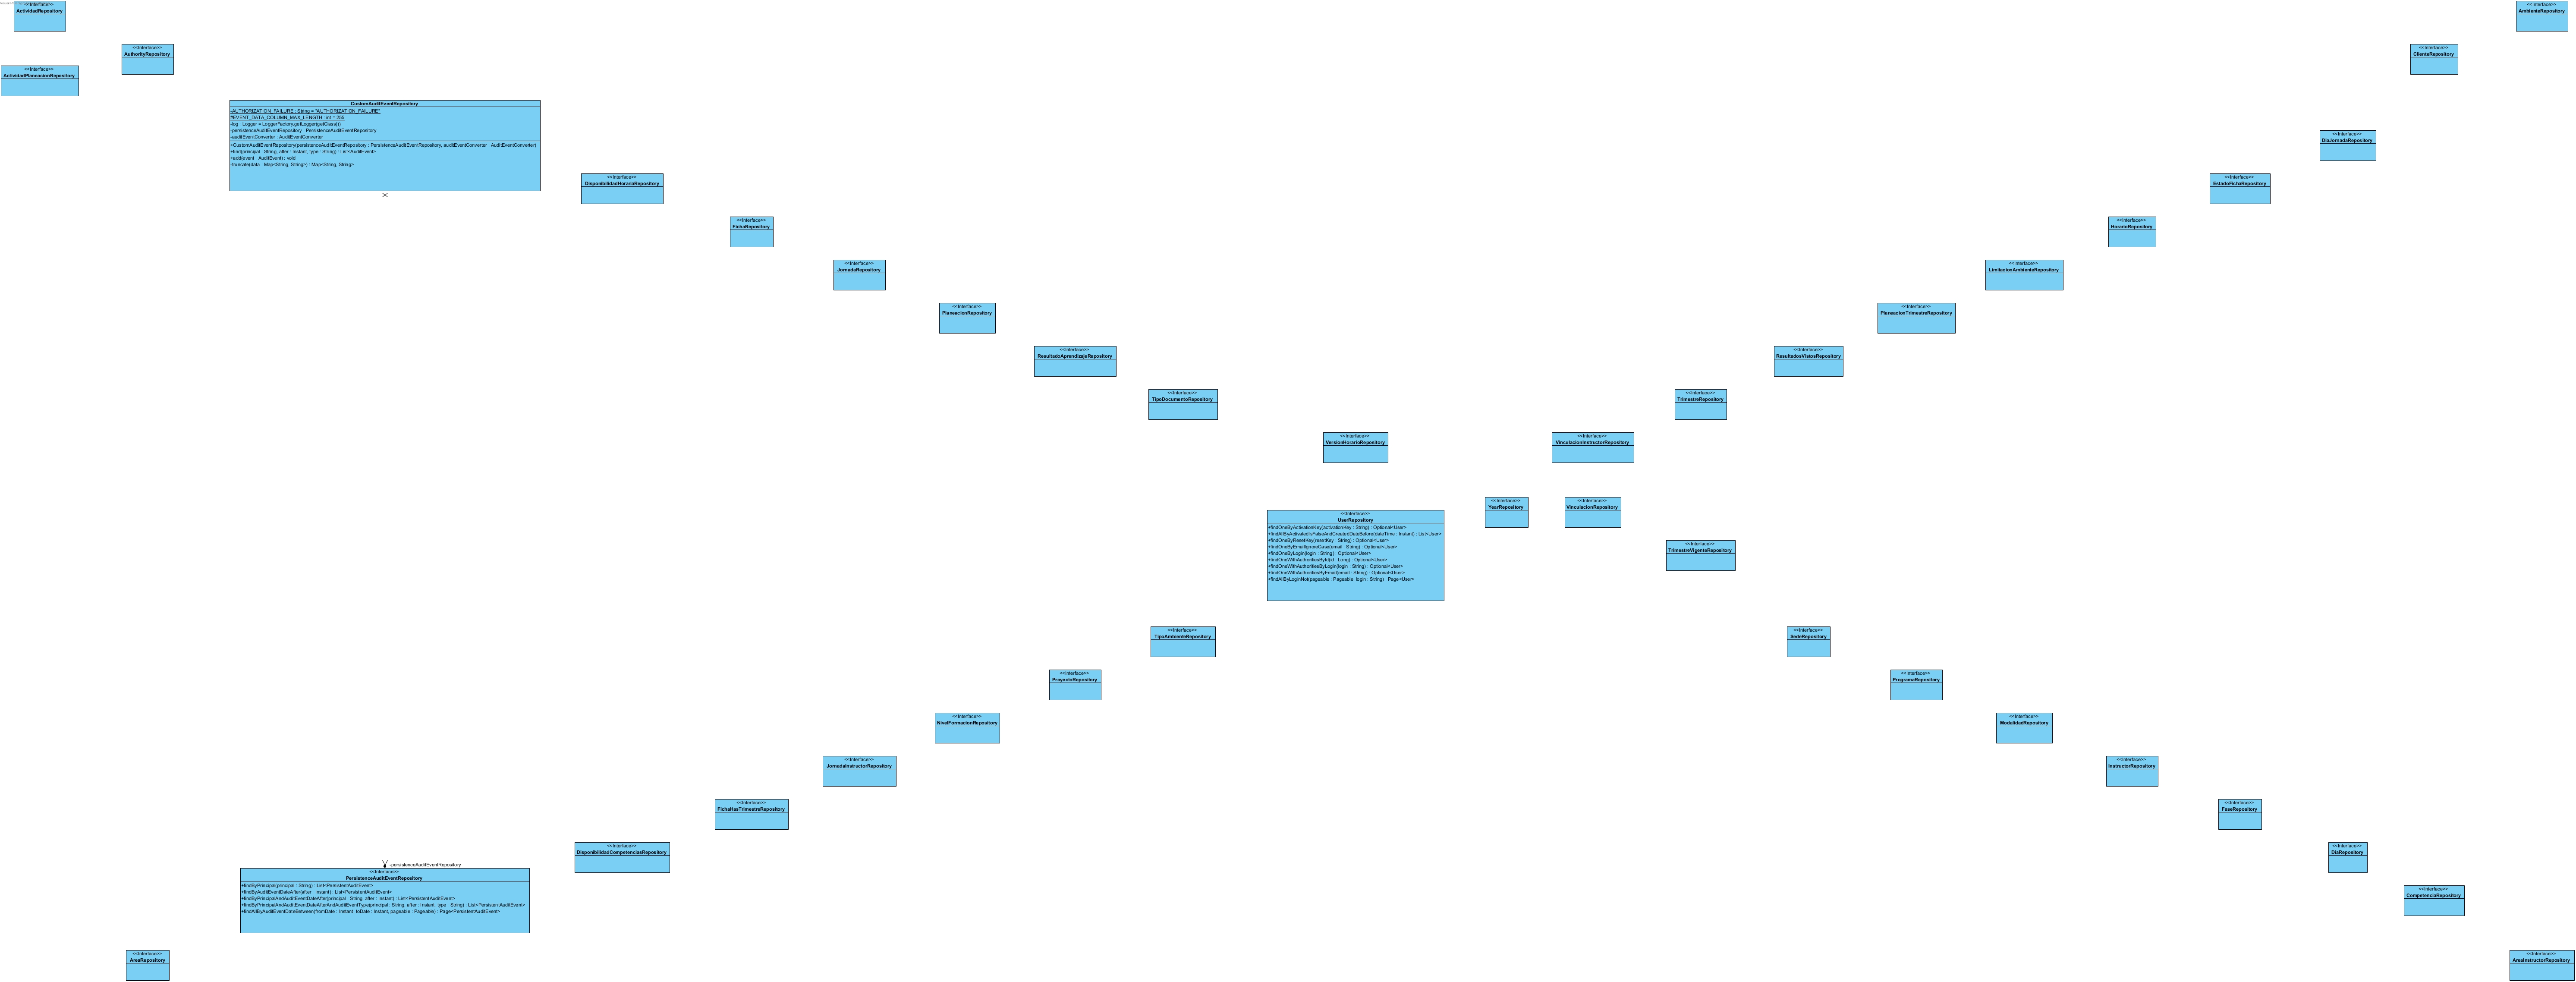 <<Interface>>
ActividadRepository
<<Interface>>
AmbienteRepository
<<Interface>>
AuthorityRepository
<<Interface>>
ClienteRepository
<<Interface>>
ActividadPlaneacionRepository
CustomAuditEventRepository
-AUTHORIZATION_FAILURE : String = "AUTHORIZATION_FAILURE"
#EVENT_DATA_COLUMN_MAX_LENGTH : int = 255
-log : Logger = LoggerFactory.getLogger(getClass())
-persistenceAuditEventRepository : PersistenceAuditEventRepository
-auditEventConverter : AuditEventConverter
+CustomAuditEventRepository(persistenceAuditEventRepository : PersistenceAuditEventRepository, auditEventConverter : AuditEventConverter)
+find(principal : String, after : Instant, type : String) : List<AuditEvent>
+add(event : AuditEvent) : void
-truncate(data : Map<String, String>) : Map<String, String>
<<Interface>>
DiaJornadaRepository
<<Interface>>
DisponibilidadHorariaRepository
<<Interface>>
EstadoFichaRepository
<<Interface>>
FichaRepository
<<Interface>>
HorarioRepository
<<Interface>>
JornadaRepository
<<Interface>>
LimitacionAmbienteRepository
<<Interface>>
PlaneacionRepository
<<Interface>>
PlaneacionTrimestreRepository
<<Interface>>
ResultadoAprendizajeRepository
<<Interface>>
ResultadosVistosRepository
<<Interface>>
TipoDocumentoRepository
<<Interface>>
TrimestreRepository
<<Interface>>
VersionHorarioRepository
<<Interface>>
VinculacionInstructorRepository
<<Interface>>
YearRepository
<<Interface>>
VinculacionRepository
<<Interface>>
UserRepository
+findOneByActivationKey(activationKey : String) : Optional<User>
+findAllByActivatedIsFalseAndCreatedDateBefore(dateTime : Instant) : List<User>
+findOneByResetKey(resetKey : String) : Optional<User>
+findOneByEmailIgnoreCase(email : String) : Optional<User>
+findOneByLogin(login : String) : Optional<User>
+findOneWithAuthoritiesById(id : Long) : Optional<User>
+findOneWithAuthoritiesByLogin(login : String) : Optional<User>
+findOneWithAuthoritiesByEmail(email : String) : Optional<User>
+findAllByLoginNot(pageable : Pageable, login : String) : Page<User>
<<Interface>>
TrimestreVigenteRepository
<<Interface>>
TipoAmbienteRepository
<<Interface>>
SedeRepository
<<Interface>>
ProyectoRepository
<<Interface>>
ProgramaRepository
<<Interface>>
NivelFormacionRepository
<<Interface>>
ModalidadRepository
<<Interface>>
JornadaInstructorRepository
<<Interface>>
InstructorRepository
<<Interface>>
FichaHasTrimestreRepository
<<Interface>>
FaseRepository
<<Interface>>
DisponibilidadCompetenciasRepository
<<Interface>>
DiaRepository
-persistenceAuditEventRepository
<<Interface>>
PersistenceAuditEventRepository
+findByPrincipal(principal : String) : List<PersistentAuditEvent>
+findByAuditEventDateAfter(after : Instant) : List<PersistentAuditEvent>
+findByPrincipalAndAuditEventDateAfter(principal : String, after : Instant) : List<PersistentAuditEvent>
+findByPrincipalAndAuditEventDateAfterAndAuditEventType(principal : String, after : Instant, type : String) : List<PersistentAuditEvent>
+findAllByAuditEventDateBetween(fromDate : Instant, toDate : Instant, pageable : Pageable) : Page<PersistentAuditEvent>
<<Interface>>
CompetenciaRepository
<<Interface>>
AreaRepository
<<Interface>>
AreaInstructorRepository